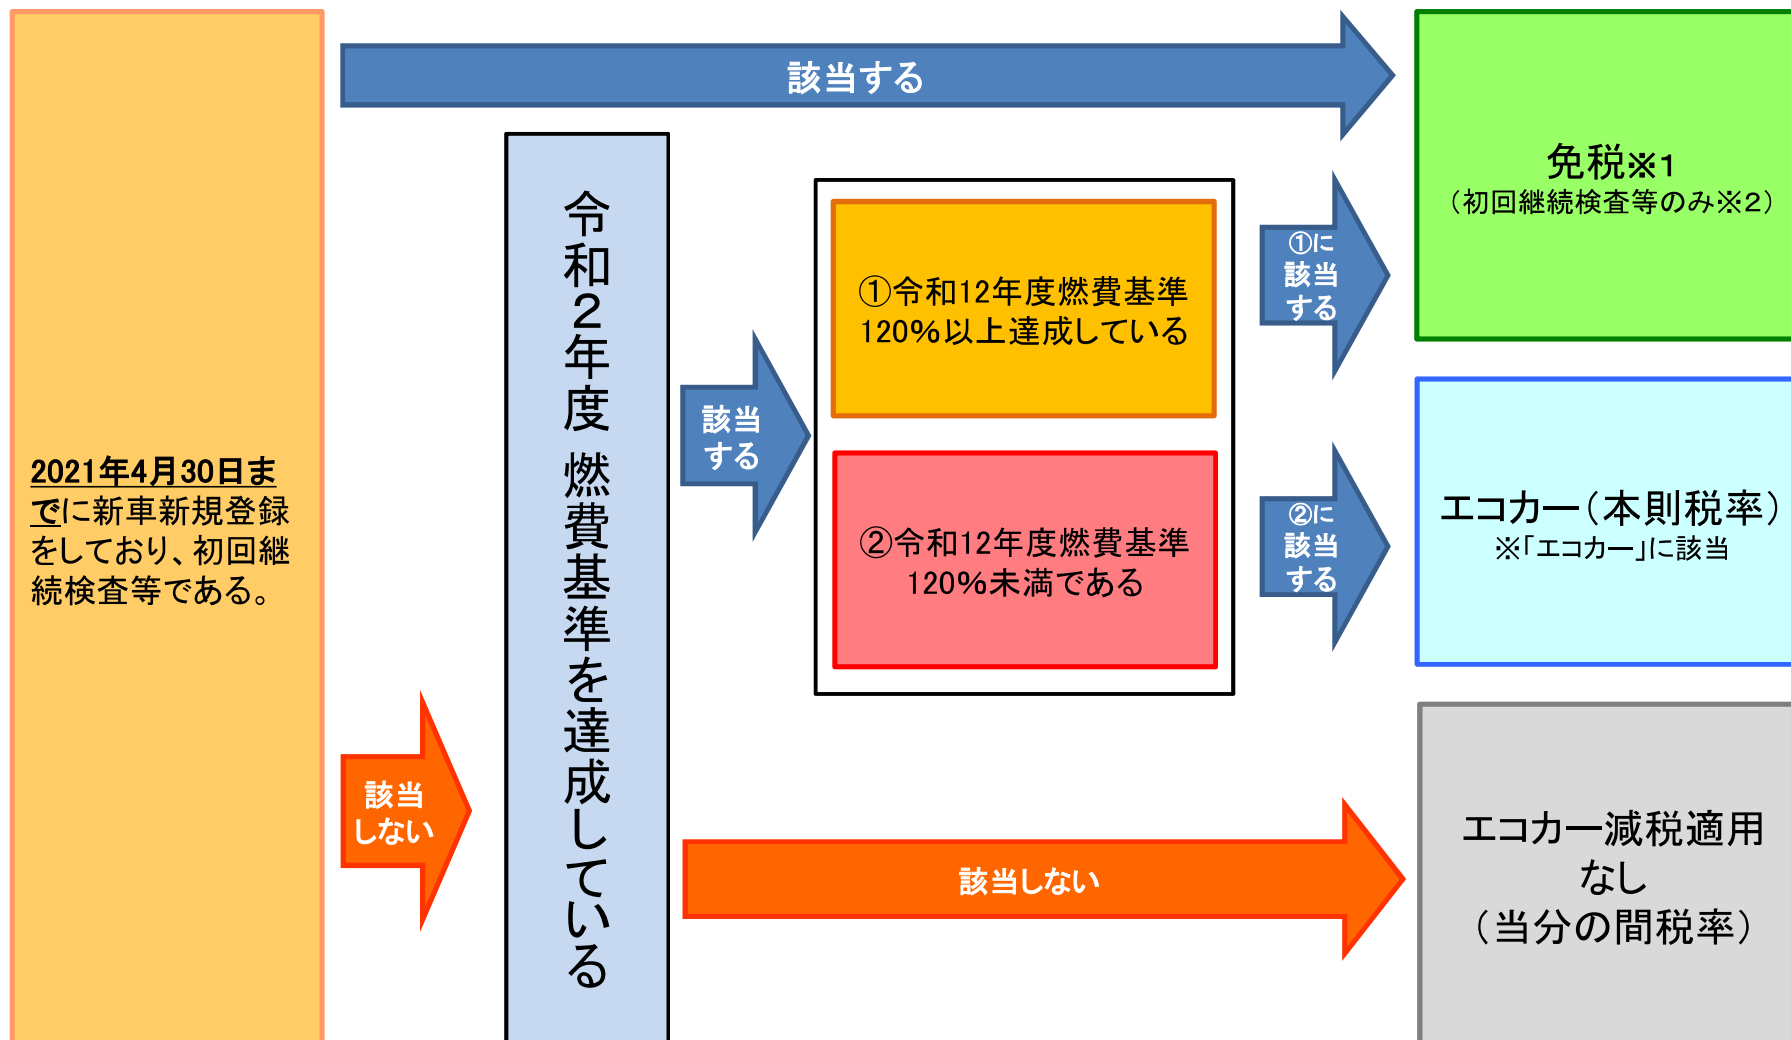 2021年4月30日ま
でに新車新規登録
をしており、初回継
続検査等である。
該当する
該当
しない
令和2年度 燃費基準を達成している
該当
する
①令和12年度燃費基準
120%以上達成している
②令和12年度燃費基準
120%未満である
①に
該当
する
②に
該当
する
該当しない
免税※1
（初回継続検査等のみ※2）
エコカー（本則税率）
※「エコカー」に該当
エコカー減税適用
なし
（当分の間税率）